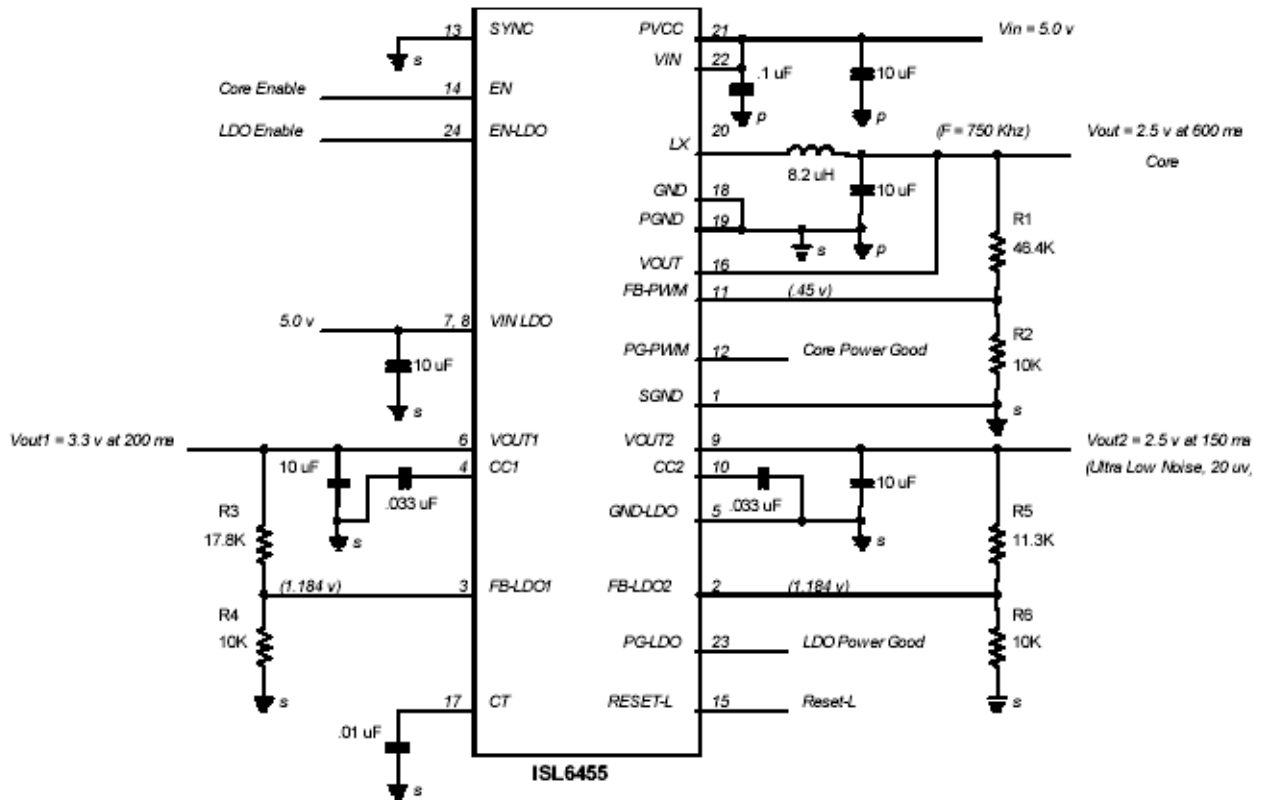 13 SYNC PVCC 21 Vin = 5.0 v
s
VIN 22
.1 uF 10 uF
Core Enable 14 EN
p p
LDO Enable 24 EN-LDO
20
LX
(F = 750 Khz)
Vout = 2.5 v at 600 ma
Core
8.2 uH
10 uF
GND 18
PGND 19
s p
R1
46.4K
VOUT 16
FB-PWM 11 (.45 v)
5.0 v 7, 8 VIN LDO
R2
10K
PG-PWM 12 Core Power Good
10 uF
s
SGND 1
s
Vout1 = 3.3 v at 200 ma 6 VOUT1 VOUT2 9 Vout2 = 2.5 v at 150 ma
(Ultra Low Noise, 20 uv,
10 uF 4 CC1 CC2 10
.033 uF .033 uF 10 uF
GND-LDO 5
s s
R3
17.8K
R5
11.3K
(1.184 v) 3 FB-LDO1 FB-LDO2 2 (1.184 v)
R4
10K
R6
10K
PG-LDO 23 LDO Power Good
s s
17 CT RESET-L 15 Reset-L
.01 uF
s
ISL6455